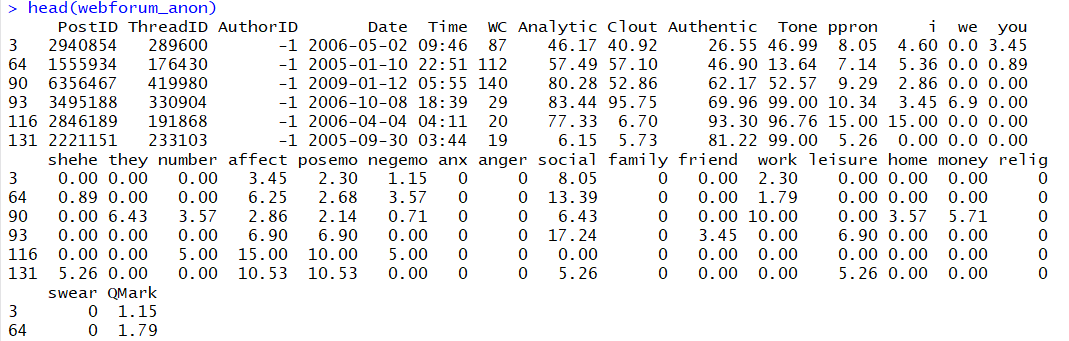 > head(webforum_anon)
PostID ThreadID AuthorID Date Time WC Analytic Clout Authentic Tone ppron i we you
3 2940854 289600 -1 2006-05-02 09:46 87 46.17 40.92 26.55 46.99 8.05 4.60 0.0 3.45
64 1555934 176430 -1 2005-01-10 22:51 112 57.49 57.10 46.90 13.64 7.14 5.36 0.0 0.89
90 6356467 419980 -1 2009-01-12 05:55 140 80.28 52.86 62.17 52.57 9.29 2.86 0.0 0.00
93 3495188 330904 -1 2006-10-08 18:39 29 83.44 95.75 69.96 99.00 10.34 3.45 6.9 0.00
116 2846189 191868 -1 2006-04-04 04:11 20 77.33 6.70 93.30 96.76 15.00 15.00 0.0 0.00
131 2221151 233103 -1 2005-09-30 03:44 19 6.15 5.73 81.22 99.00 5.26 0.00 0.0 0.00
shehe they number affect posemo negemo anx anger social family friend work leisure home money relig
3 0.00 0.00 0.00 3.45 2.30 1.15 0 0 8.05 0 0.00 2.30 0.00 0.00 0.00 0
64 0.89 0.00 0.00 6.25 2.68 3.57 0 0 13.39 0 0.00 1.79 0.00 0.00 0.00 0
90 0.00 6.43 3.57 2.86 2.14 0.71 0 0 6.43 0 0.00 10.00 0.00 3.57 5.71 0
93 0.00 0.00 0.00 6.90 6.90 0.00 0 0 17.24 0 3.45 0.00 6.90 0.00 0.00 0
116 0.00 0.00 5.00 15.00 10.00 5.00 0 0 0.00 0 0.00 0.00 0.00 0.00 0.00 0
131 5.26 0.00 0.00 10.53 10.53 0.00 0 0 5.26 0 0.00 0.00 5.26 0.00 0.00 0
swear QMark
3 0 1.15
64 0 1.79